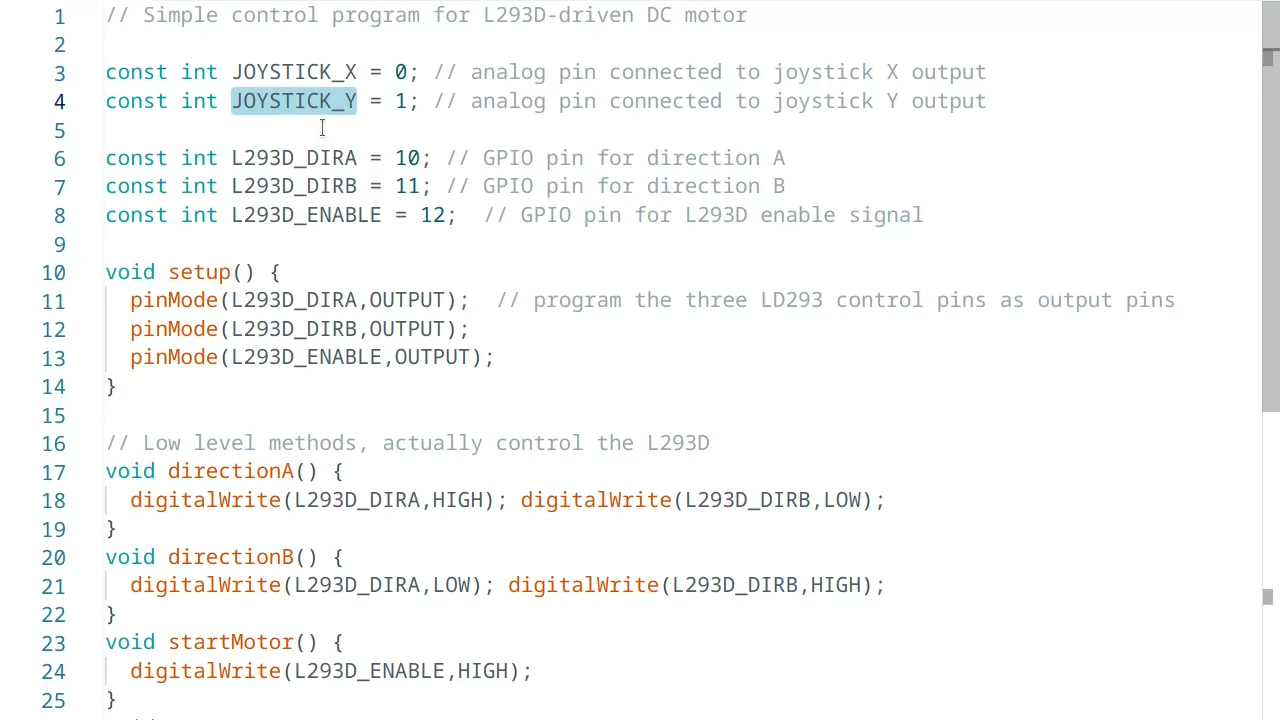 1 // Simple control program for L293D-driven DC motor
2
3 const int JOYSTICK_X = 0; // analog pin connected to joystick X output
4 const int JOYSTICK_Y = 1; // analog pin connected to joystick Y output
5
6 const int L293D_DIRA = 10; // GPIO pin for direction A
7 const int L293D_DIRB = 11; // GPIO pin for direction B
8 const int L293D_ENABLE = 12;  // GPIO pin for L293D enable signal
9
10 void setup() {
11   pinMode(L293D_DIRA,OUTPUT);  // program the three LD293 control pins as output pins
12   pinMode(L293D_DIRB,OUTPUT);
13   pinMode(L293D_ENABLE,OUTPUT);
14 }
15
16 // Low level methods, actually control the L293D
17 void directionA() {
18   digitalWrite(L293D_DIRA,HIGH); digitalWrite(L293D_DIRB,LOW);
19 }
20 void directionB() {
21   digitalWrite(L293D_DIRA,LOW); digitalWrite(L293D_DIRB,HIGH);
22 }
23 void startMotor() {
24   digitalWrite(L293D_ENABLE,HIGH);
25 }